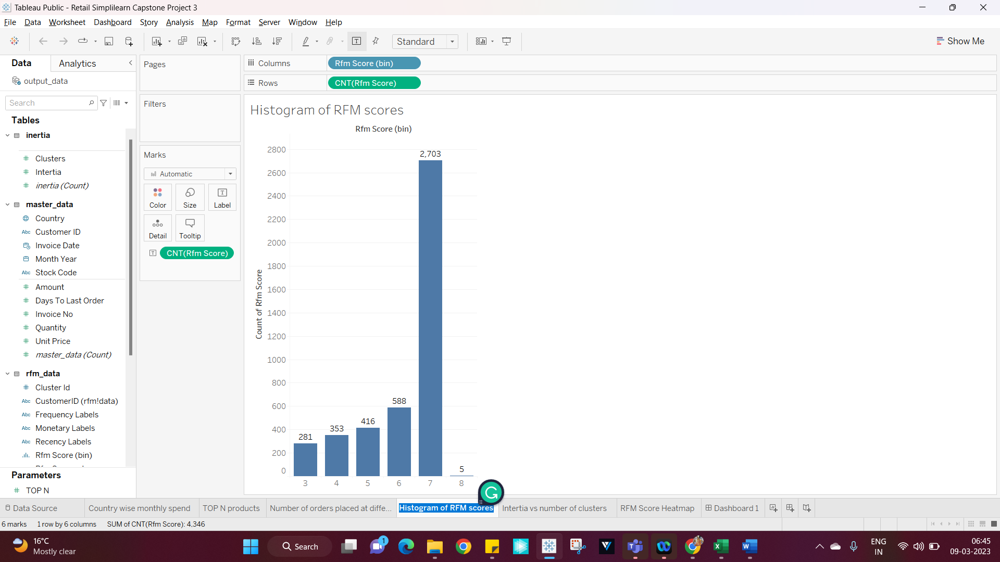 Tableau Public - Retail Simplilearn Capstone Project 3
File Data Worksheet Dashboard Story Analysis Map Format Server Window Help
Standard
Show Me
Data Analytics
output_data
Search
Tables
inertia
Clusters
Intertia
inertia (Count)
master_data
Country
Abc Customer ID
Invoice Date
Month Year
Abc Stock Code
Amount
Days To Last Order
Invoice No
Quantity
Unit Price
master_data (Count)
rfm_data
Cluster Id
Abc CustomerID (rfm!data)
Abc Frequency Labels
Abc Monetary Labels
Abc Recency Labels
Rfm Score (bin)
Parameters
TOP N
Pages
Filters
Marks
Automatic
Color Size Label
Detail Tooltip
CNT(Rfm Score)
Columns Rfm Score (bin)
Rows CNT(Rfm Score)
Histogram of RFM scores
Rfm Score (bin)
Count of Rfm Score
2800
2600
2400
2200
2000
1800
1600
1400
1200
1000
800
600
400
200
0
281 353 416 588 2,703 5
3 4 5 6 7 8
Data Source Country wise monthly spend TOP N products Number of orders placed at diffe... Histogram of RFM scores Intertia vs number of clusters RFM Score Heatmap Dashboard 1
6 marks 1 row by 6 columns SUM of CNT(Rfm Score): 4,346
16°C
Mostly clear
Search
1
ENG
IN
06:45
09-03-2023